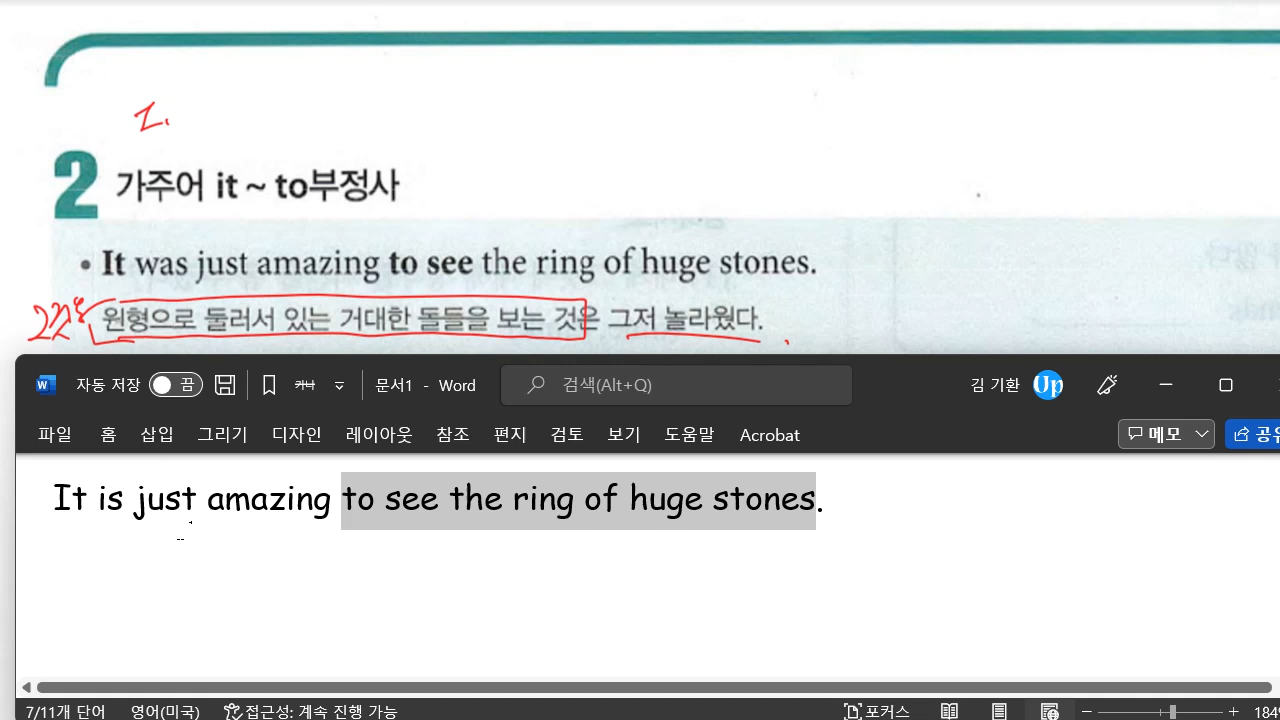 2 가주어 it ~ to부정사
• It was just amazing to see the ring of huge stones.
원형으로 둘러서 있는 거대한 돌들을 보는 것은 그저 놀라웠다.
자동 저장 끔 문서1 - Word 검색(Alt+Q) 김 기환 Up
파일 홈 삽입 그리기 디자인 레이아웃 참조 편지 검토 보기 도움말 Acrobat 메모 공유
It is just amazing to see the ring of huge stones.
7/11개 단어 영어(미국) 접근성: 계속 진행 가능 포커스